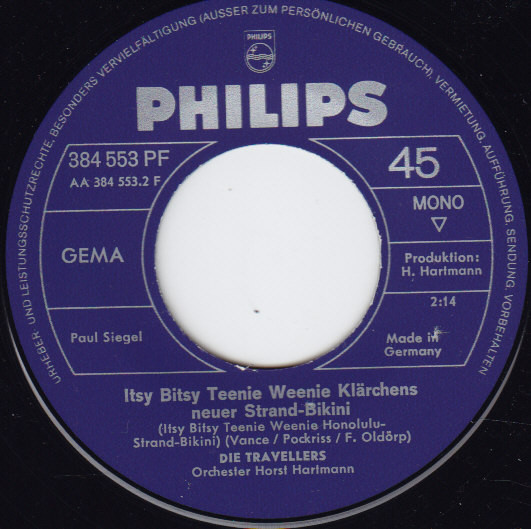 URHEBER- UND LEISTUNGSSCHUTZRECHTE, BESONDERS VERVIELFÄLTIGUNG (AUSSER ZUM PERSÖNLICHEN GEBRAUCH), VERMIETUNG, AUFFÜHRUNG, SENDUNG, VORBEHALTEN
PHILIPS
PHILIPS
384 553 PF
AA 384 553.2 F
45
MONO
GEMA
Produktion:
H. Hartmann
2:14
Paul Siegel
Made in
Germany
Itsy Bitsy Teenie Weenie Klärchens
neuer Strand-Bikini
(Itsy Bitsy Teenie Weenie Honolulu-
Strand-Bikini) (Vance / Pockriss / F. Oldörp)
DIE TRAVELLERS
Orchester Horst Hartmann